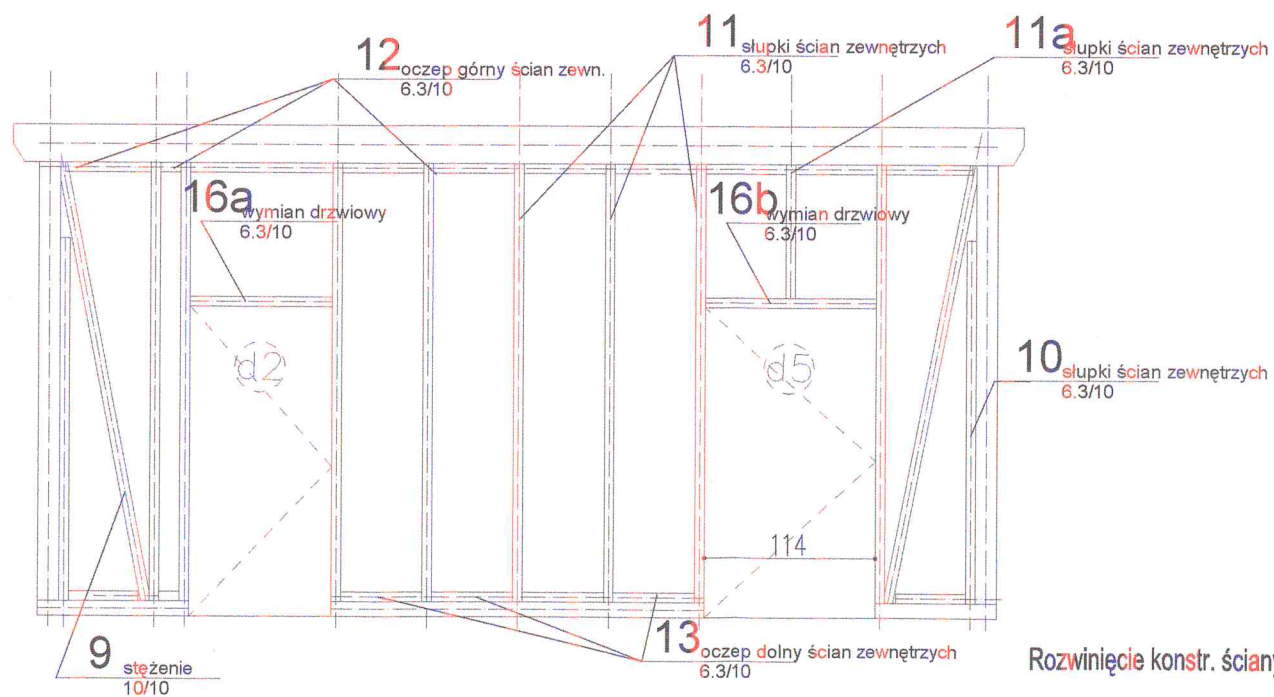 12 oczep górny ścian zewn.
6.3/10
11 słupki ścian zewnętrzych
6.3/10
11a słupki ścian zewnętrzych
6.3/10
16a wymian drzwiowy
6.3/10
16b wymian drzwiowy
6.3/10
d2
d5
10 słupki ścian zewnętrzych
6.3/10
114
9 stężenie
10/10
13 oczep dolny ścian zewnętrzych
6.3/10
Rozwinięcie konstr. ściany